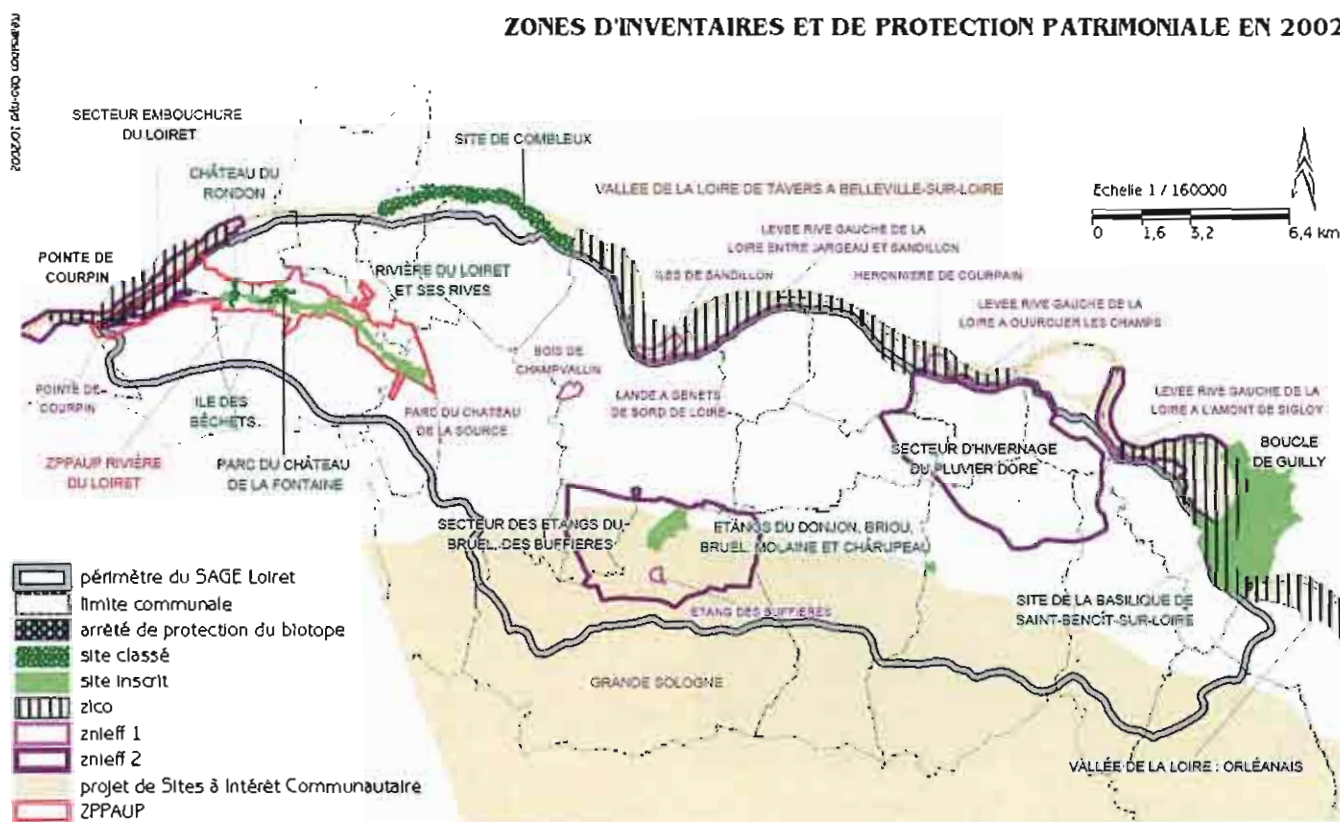 ZONES D'INVENTAIRES ET DE PROTECTION PATRIMONIALE EN 2002
SECTEUR EMBOUCHURE
DU LOIRET
SITE DE COMBLEUX
CHÂTEAU DU
RONDON
VALLEE DE LA LOIRE DE TAVERS A BELLEVILLE-SUR-LOIRE
Echelle 1 / 160000
0 1,6 3,2 6,4 km
LEVEE RIVE GAUCHE DE LA
LOIRE ENTRE JARGEAU ET SANDILLON
POINTE DE
COURPIN
RIVIÈRE DU LOIRET
ET SES RIVES
ILES DE SANDILLON
HERONNIERE DE COURPAIN
LEVEE RIVE GAUCHE DE LA
LOIRE A OUVROUER LES CHAMPS
BOIS DE
CHAMPVALLIN
POINTE DE
COURPIN
ILE DES
BÉCHETS
PARC DU CHATEAU
DE LA SOURCE
LANDE A GENETS
DE BORD DE LOIRE
LEVEE RIVE GAUCHE DE LA
LOIRE A L'AMONT DE SIGLOY
BOUCLE
DE GUILLY
ZPPAUP RIVIÈRE
DU LOIRET
PARC DU CHÂTEAU
DE LA FONTAINE
SECTEUR D'HIVERNAGE
DU PLUVIER DORE
SECTEUR DES ETANGS DU
BRUEL, DES BUFFIERES
ETANGS DU DONJON, BRIOU,
BRUEL, MOLAINE ET CHÂRUPEAU
ETANG DES BUFFIERES
SITE DE LA BASILIQUE DE
SAINT-BENOÎT-SUR-LOIRE
GRANDE SOLOGNE
VALLÉE DE LA LOIRE : ORLÉANAIS
périmètre du SAGE Loiret
limite communale
arrêté de protection du biotope
site classé
site inscrit
zico
znieff 1
znieff 2
projet de Sites à Intérêt Communautaire
ZPPAUP